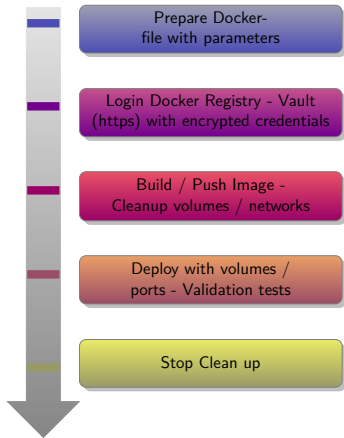 Prepare Docker-
file with parameters
Login Docker Registry - Vault
(https) with encrypted credentials
Build / Push Image -
Cleanup volumes / networks
Deploy with volumes /
ports - Validation tests
Stop Clean up